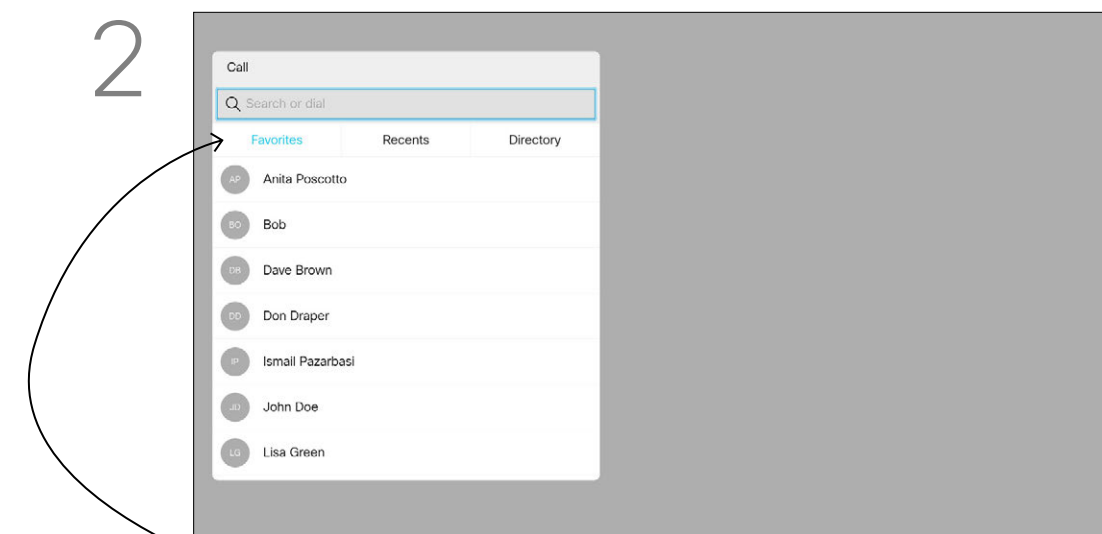 2
Call
Search or dial
Favorites Recents Directory
AP Anita Poscotto
BO Bob
DB Dave Brown
DD Don Draper
IP Ismail Pazarbasi
JD John Doe
LG Lisa Green